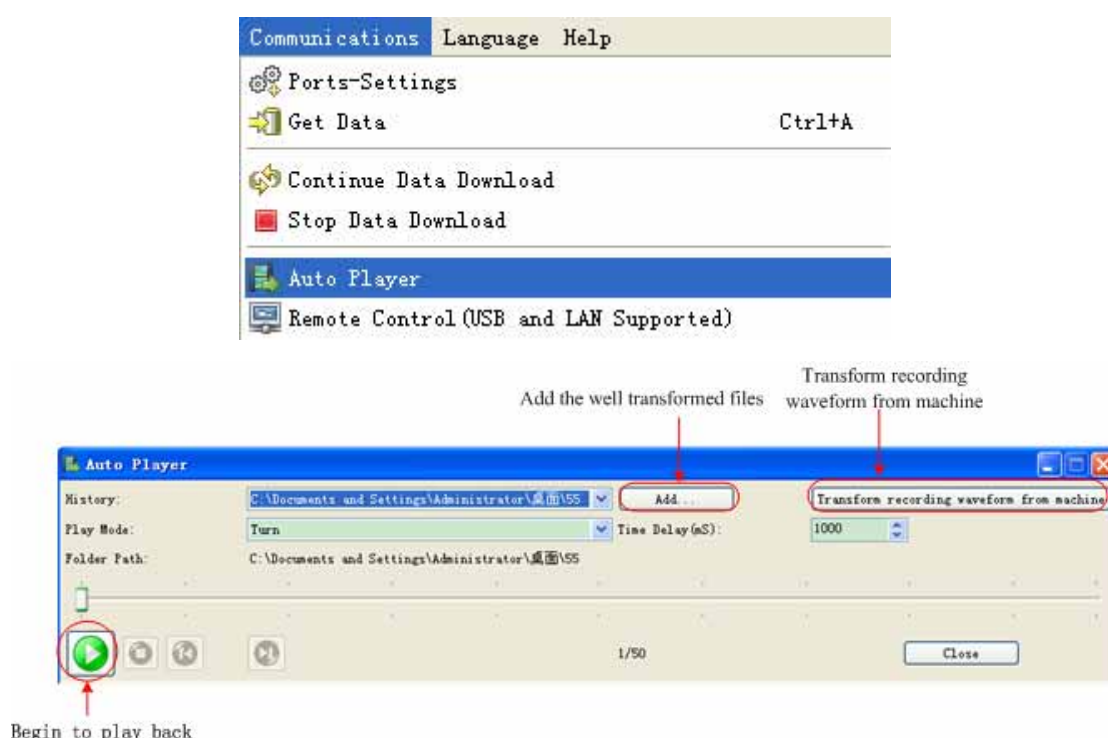 Communications Language Help
Ports-Settings
Get Data Ctrl+A
Continue Data Download
Stop Data Download
Auto Player
Remote Control(USB and LAN Supported)
Transform recording
waveform from machine
Add the well transformed files
Auto Player
History: C:\Documents and Settings\Administrator\桌面\55 Add... Transform recording waveform from machine
Play Mode: Turn Time Delay(mS): 1000
Folder Path: C:\Documents and Settings\Administrator\桌面\55
1/50 Close
Begin to play back